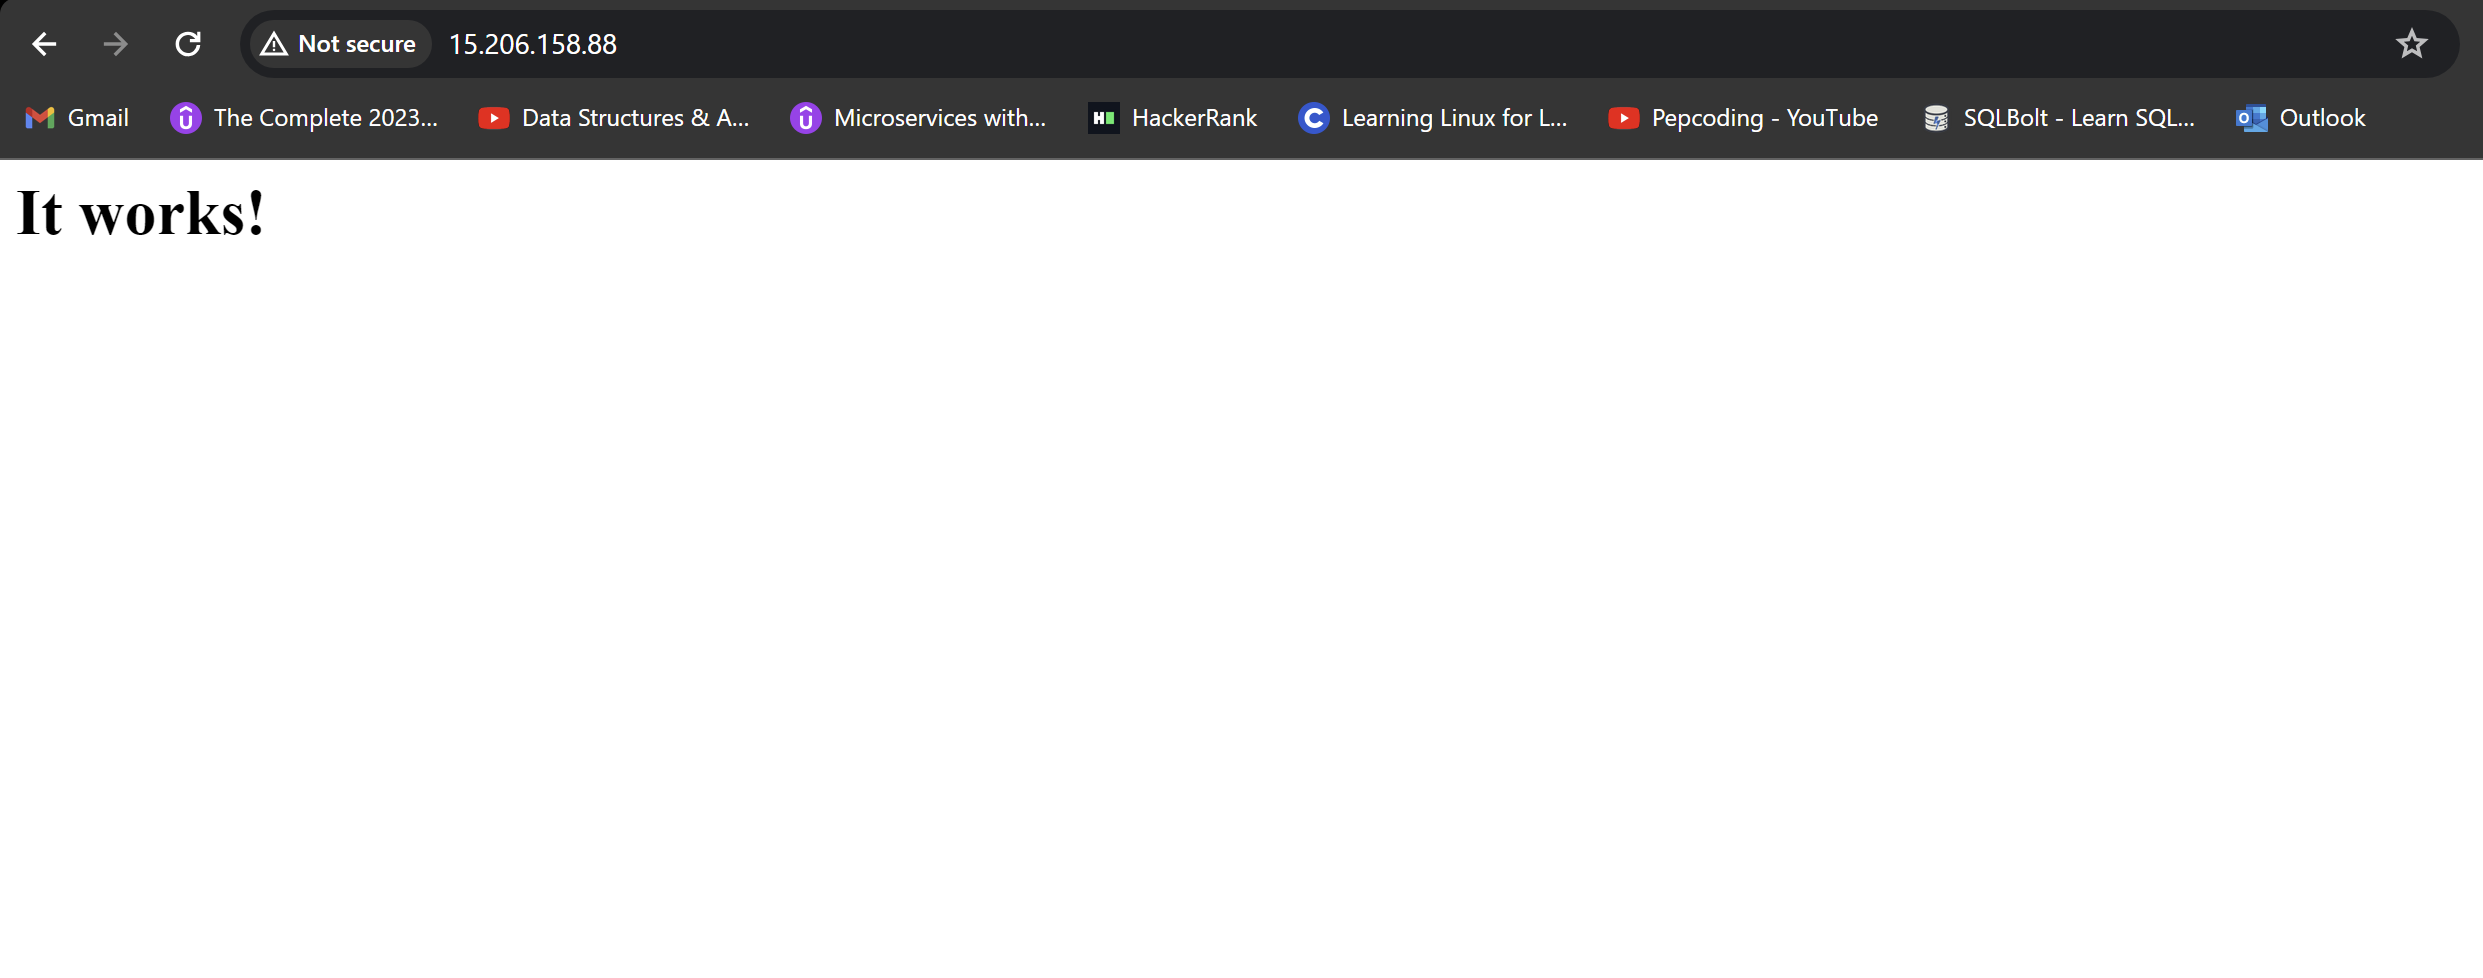 Not secure 15.206.158.88
Gmail The Complete 2023... Data Structures & A... Microservices with... HackerRank Learning Linux for L... Pepcoding - YouTube SQLBolt - Learn SQL... Outlook
It works!